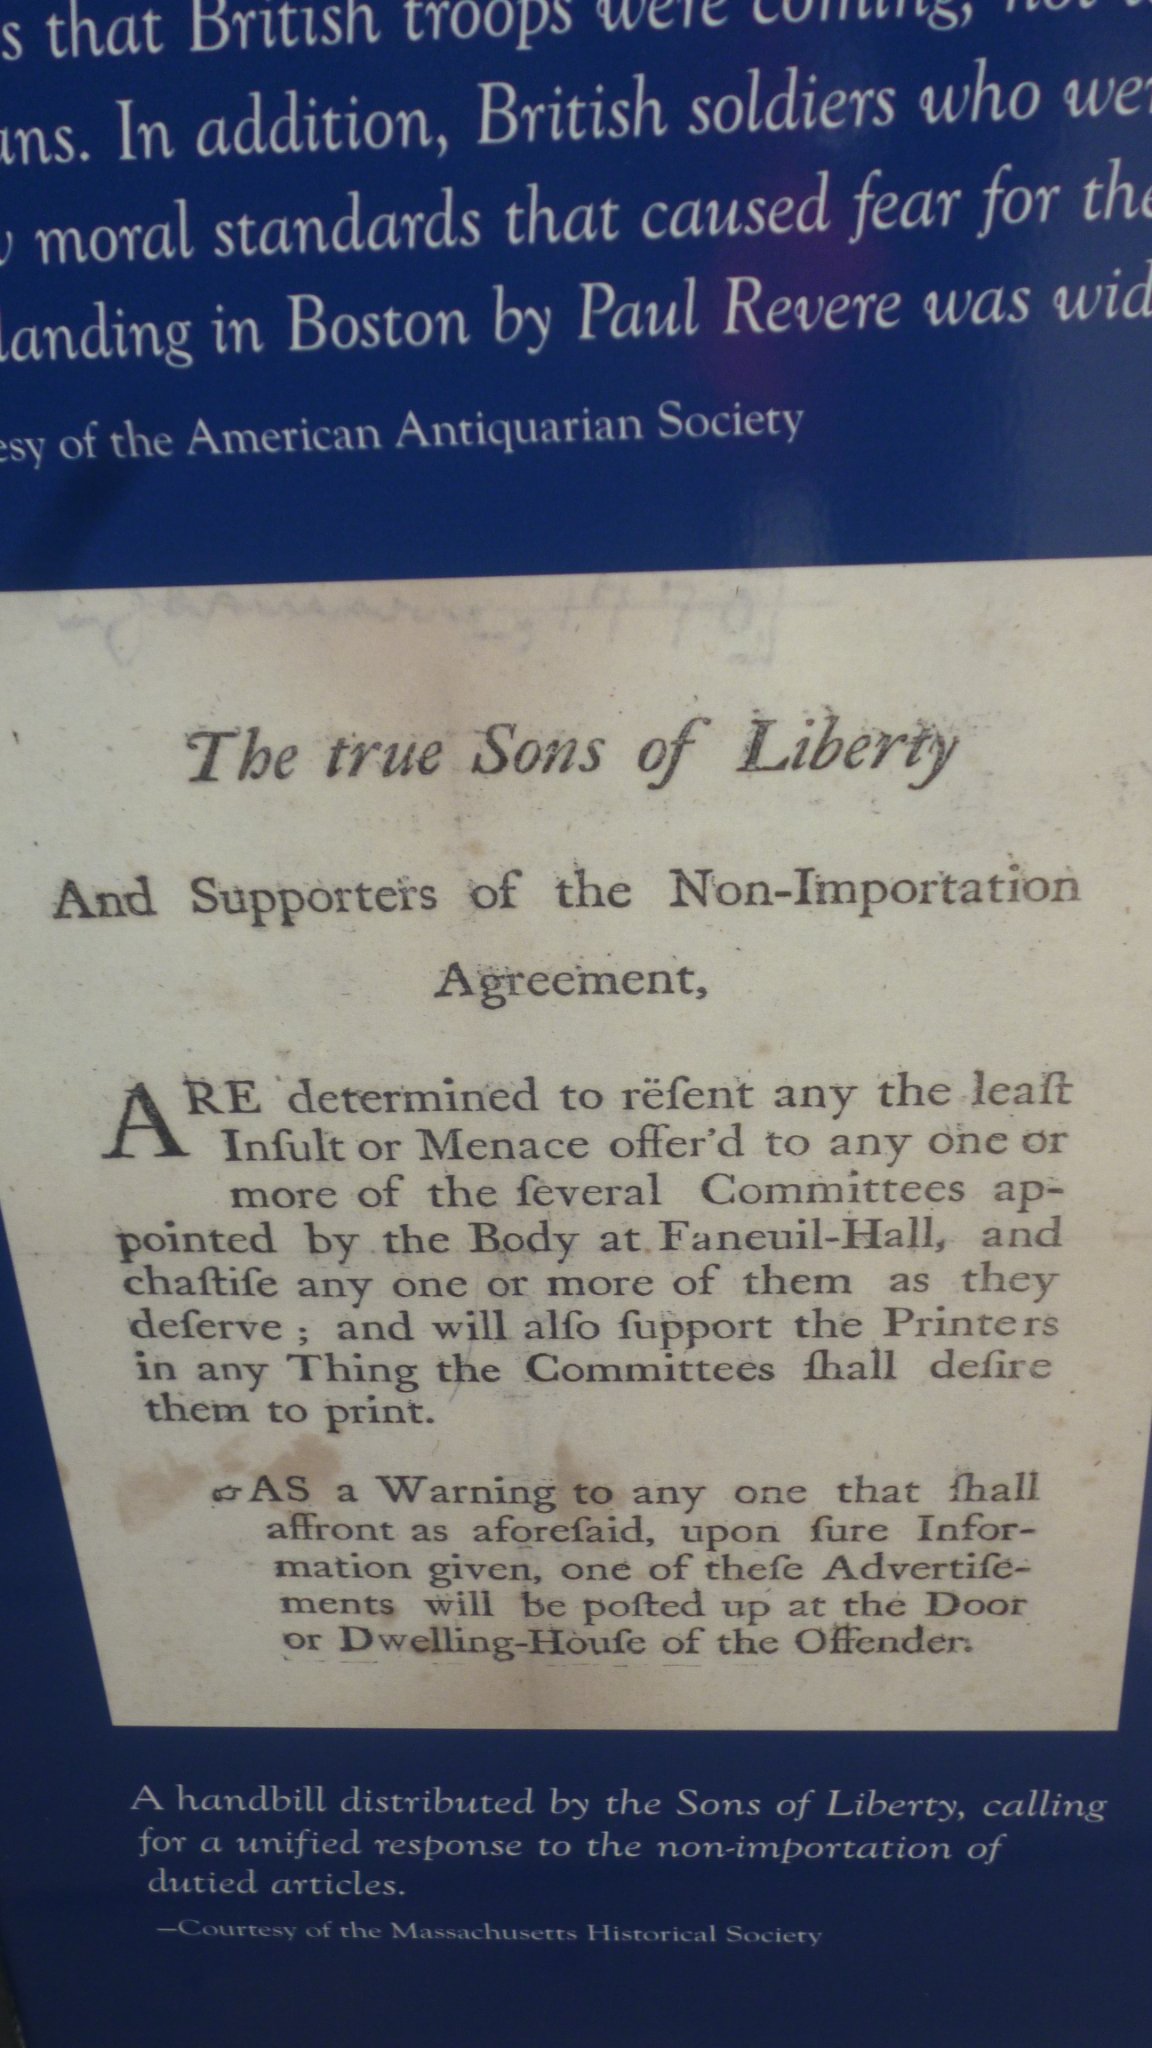 s that British troops were coming, not
ans. In addition, British soldiers who wer
moral standards that caused fear for the
landing in Boston by Paul Revere was wid
esy of the American Antiquarian Society
The true Sons of Liberty
And Supporters of the Non-Importation
Agreement,
ARE determined to rëſent any the leaſt
Inſult or Menace offer'd to any one or
more of the ſeveral Committees ap-
pointed by the Body at Faneuil-Hall, and
chaſtiſe any one or more of them as they
deſerve; and will alſo ſupport the Printers
in any Thing the Committees ſhall deſire
them to print.
☞AS a Warning to any one that ſhall
affront as aforeſaid, upon ſure Infor-
mation given, one of theſe Advertiſe-
ments will be poſted up at the Door
or Dwelling-Houſe of the Offender.
A handbill distributed by the Sons of Liberty, calling
for a unified response to the non-importation of
dutied articles.
—Courtesy of the Massachusetts Historical Society